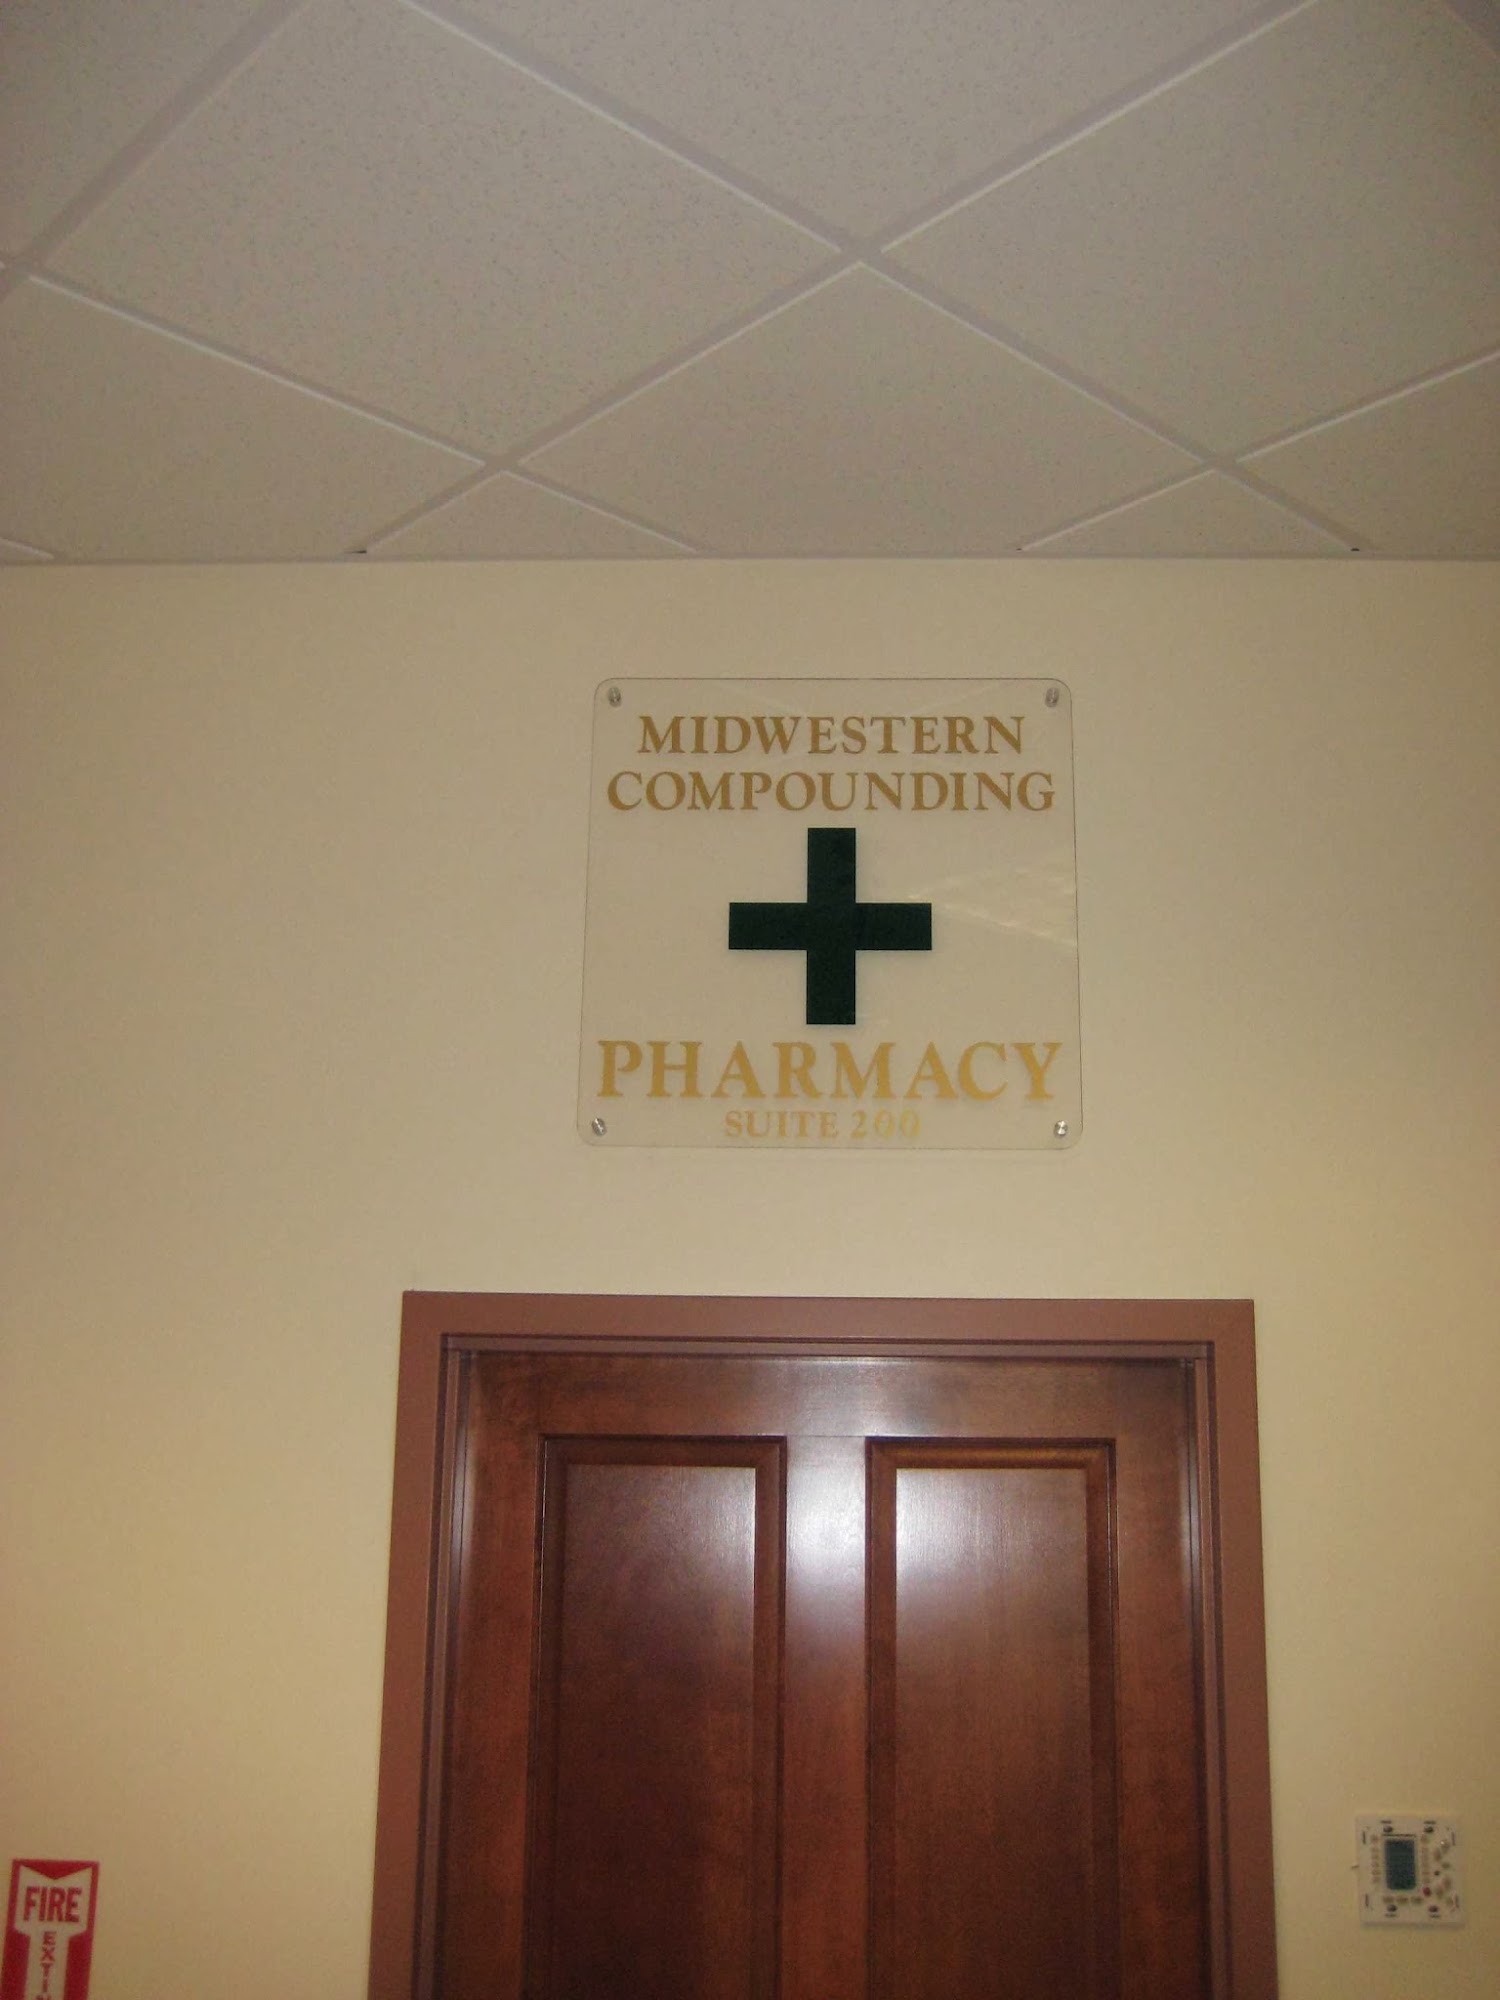 MIDWESTERN
COMPOUNDING
PHARMACY
SUITE 200
FIRE